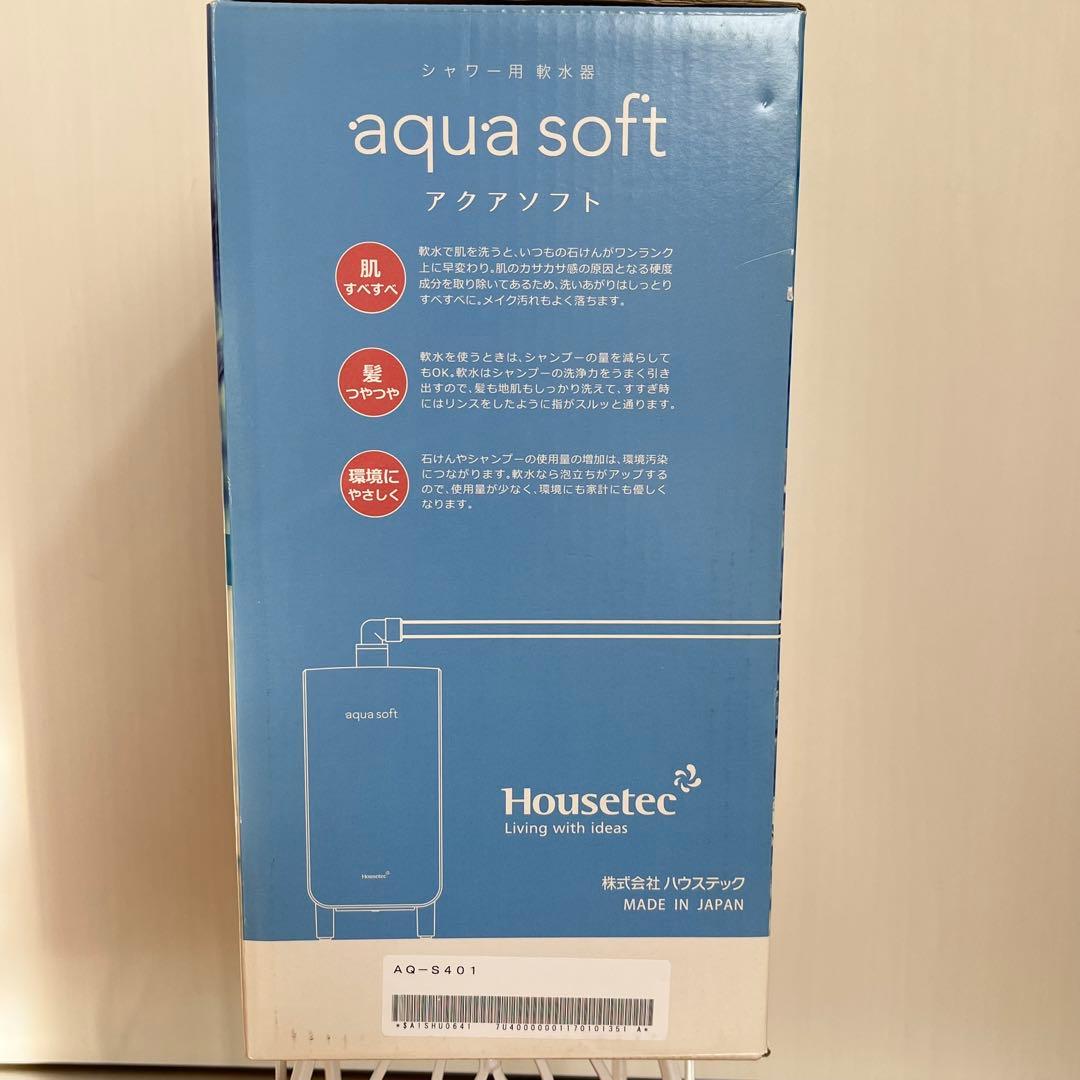 シャワー用 軟水器
aqua soft
アクアソフト
肌
すべすべ
軟水で肌を洗うと、いつもの石けんがワンランク
上に早変わり。肌のカサカサ感の原因となる硬度
成分を取り除いてあるため、洗いあがりはしっとり
すべすべに。メイク汚れもよく落ちます。
髪
つやつや
軟水を使うときは、シャンプーの量を減らして
もOK。軟水はシャンプーの洗浄力をうまく引き
出すので、髪も地肌もしっかり洗えて、すすぎ時
にはリンスをしたように指がスルッと通ります。
環境に
やさしく
石けんやシャンプーの使用量の増加は、環境汚染
につながります。軟水なら泡立ちがアップする
ので、使用量が少なく、環境にも家計にも優しく
なります。
aqua soft
Housetec
Housetec
Living with ideas
株式会社 ハウステック
MADE IN JAPAN
AQ-S401
*$AISHU0641 7U40000001170101351 A*